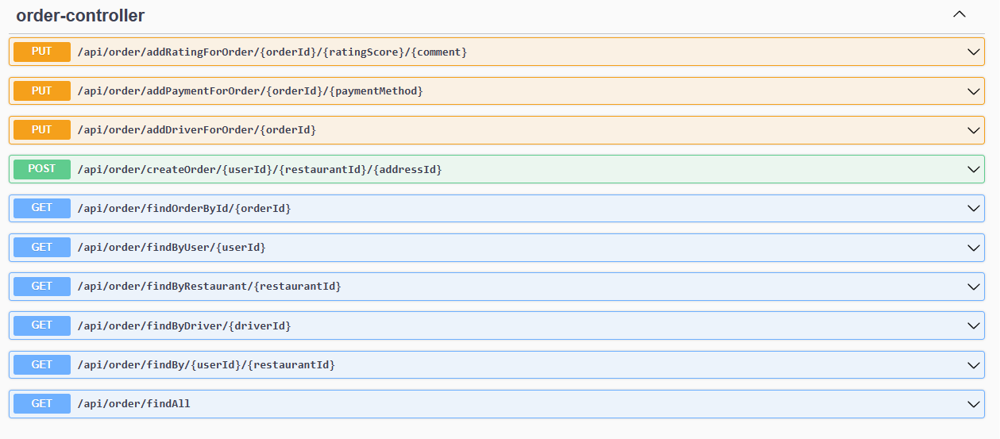 order-controller
PUT /api/order/addRatingForOrder/{orderId}/{ratingScore}/{comment}
PUT /api/order/addPaymentForOrder/{orderId}/{paymentMethod}
PUT /api/order/addDriverForOrder/{orderId}
POST /api/order/createOrder/{userId}/{restaurantId}/{addressId}
GET /api/order/findOrderById/{orderId}
GET /api/order/findByUser/{userId}
GET /api/order/findByRestaurant/{restaurantId}
GET /api/order/findByDriver/{driverId}
GET /api/order/findBy/{userId}/{restaurantId}
GET /api/order/findAll